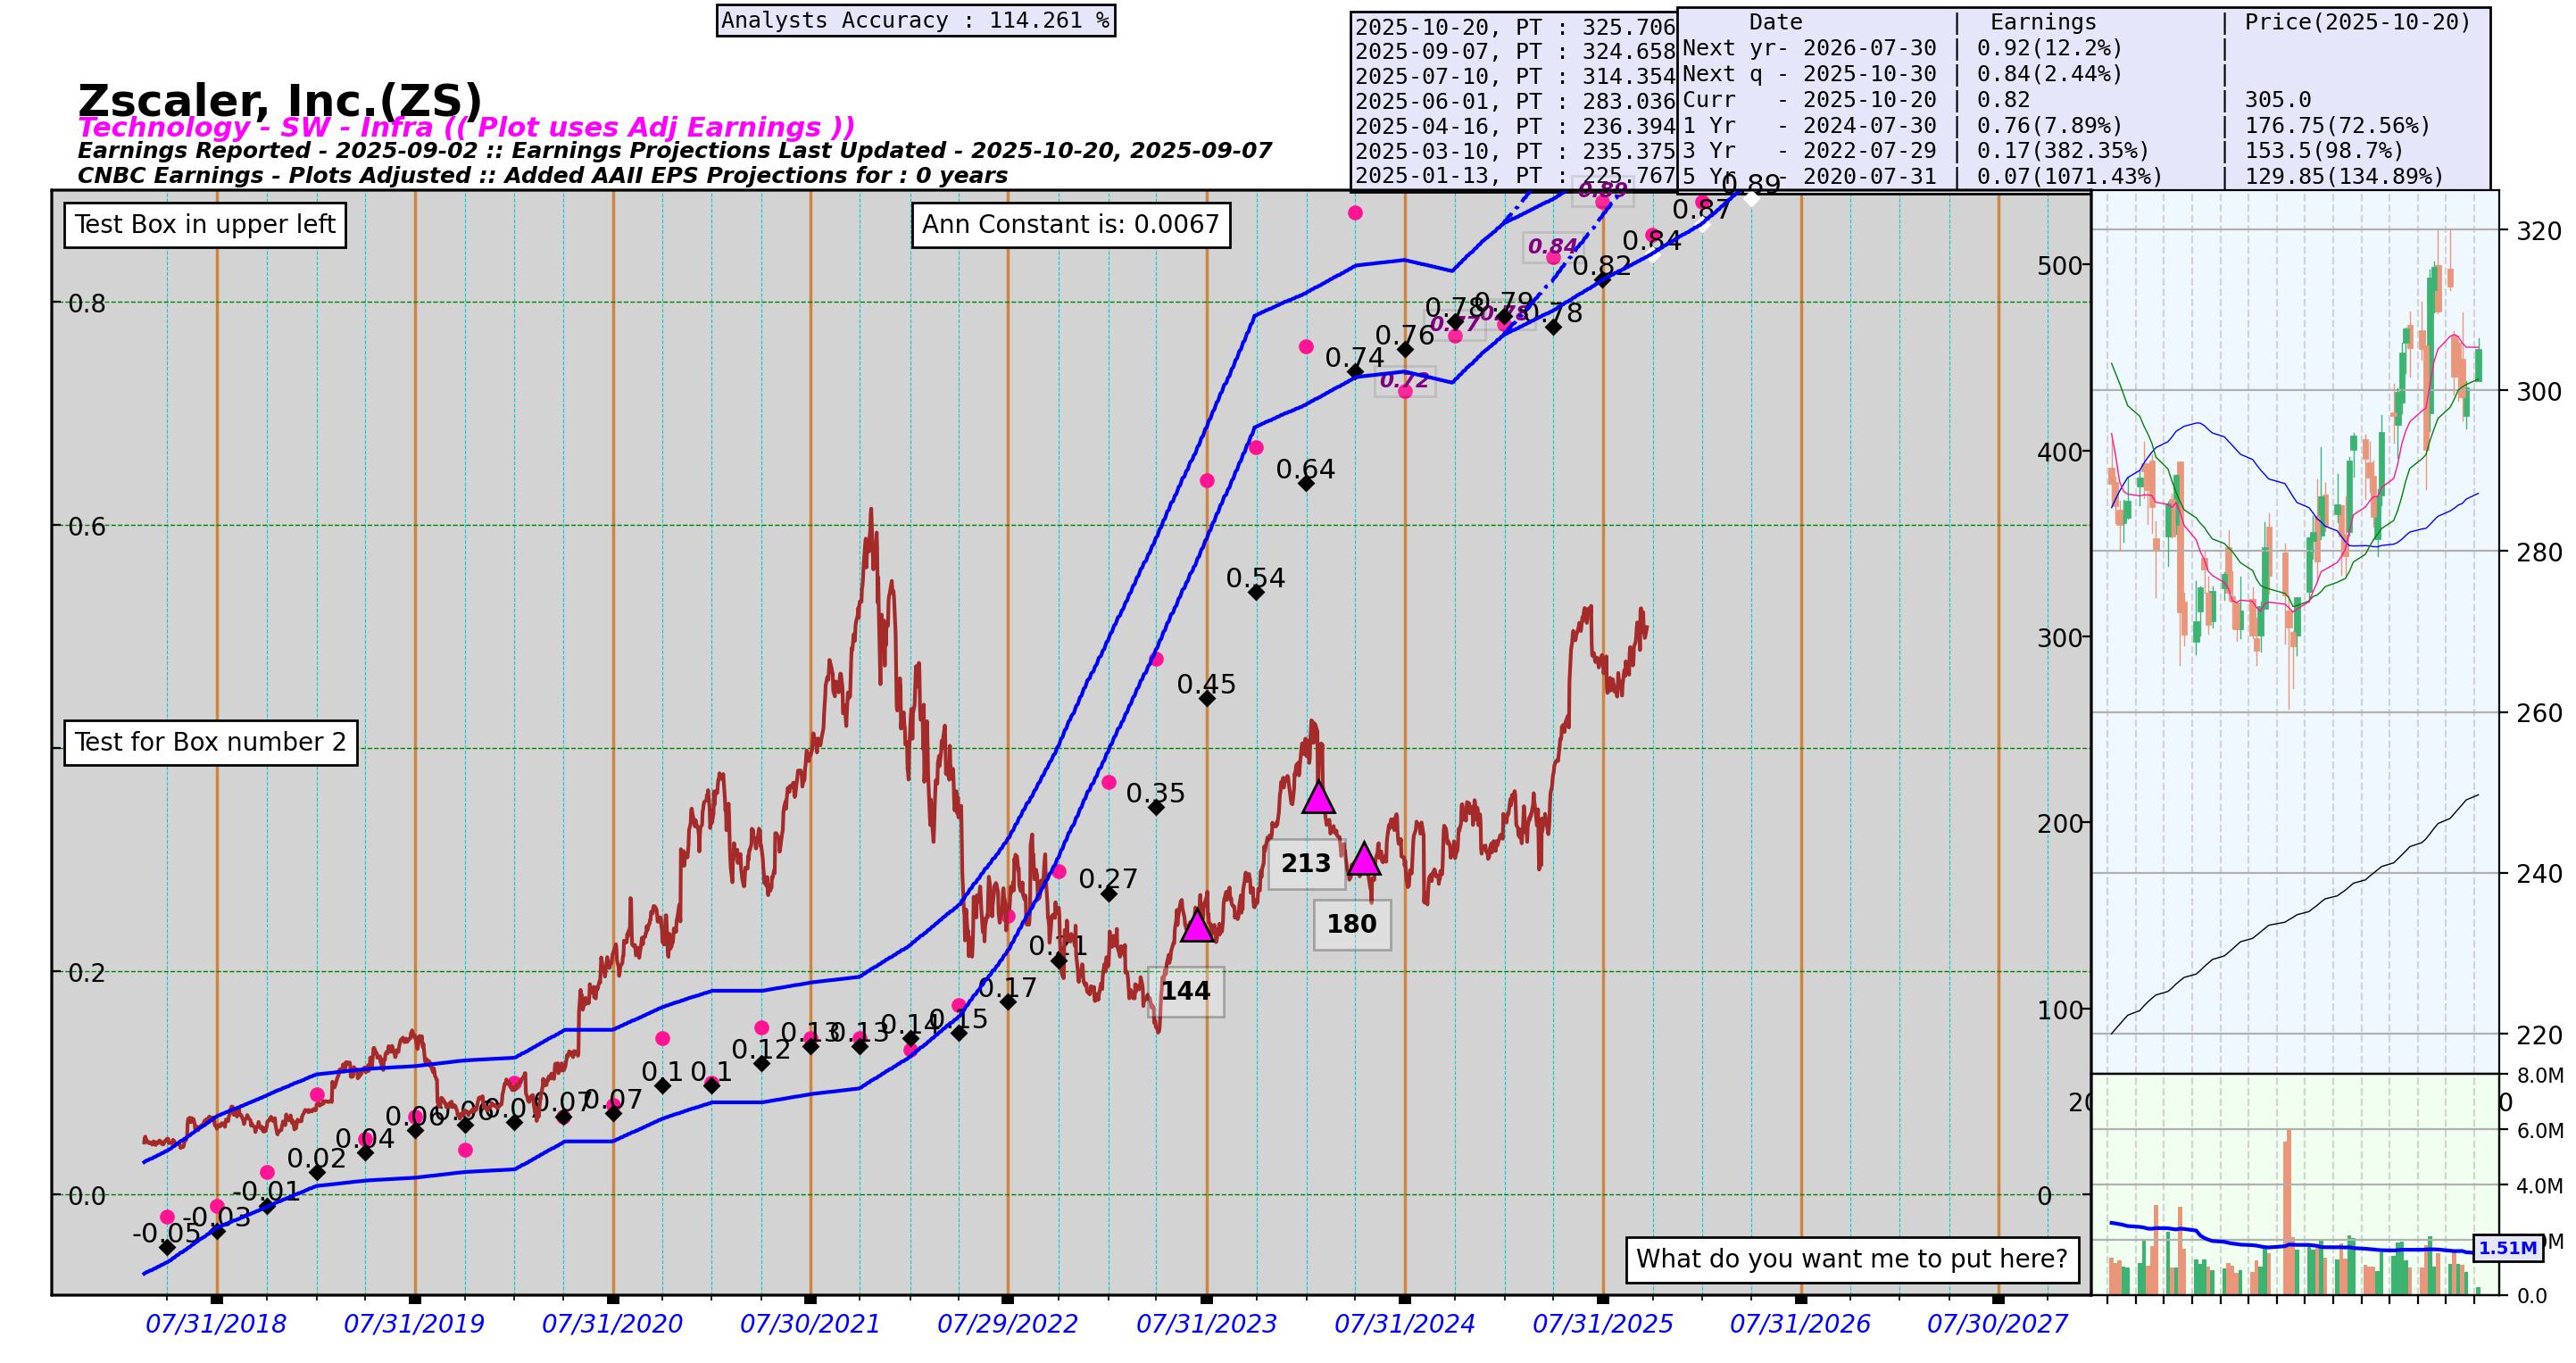 Analysts Accuracy : 114.261 %
2025-10-20, PT : 325.706
2025-09-07, PT : 324.658
2025-07-10, PT : 314.354
2025-06-01, PT : 283.036
2025-04-16, PT : 236.394
2025-03-10, PT : 235.375
2025-01-13, PT : 225.767
Date | Earnings | Price(2025-10-20)
Next yr- 2026-07-30 | 0.92(12.2%) |
Next q - 2025-10-30 | 0.84(2.44%) |
Curr - 2025-10-20 | 0.82 | 305.0
1 Yr - 2024-07-30 | 0.76(7.89%) | 176.75(72.56%)
3 Yr - 2022-07-29 | 0.17(382.35%) | 153.5(98.7%)
5 Yr - 2020-07-31 | 0.07(1071.43%) | 129.85(134.89%)
Zscaler, Inc.(ZS)
Technology - SW - Infra (( Plot uses Adj Earnings ))
Earnings Reported - 2025-09-02 :: Earnings Projections Last Updated - 2025-10-20, 2025-09-07
CNBC Earnings - Plots Adjusted :: Added AAII EPS Projections for : 0 years
Test Box in upper left
Ann Constant is: 0.0067
Test for Box number 2
What do you want me to put here?
0.8
0.6
0.2
0.0
-0.05
-0.03
-0.01
0.02
0.04
0.06
0.06
0.07
0.07
0.07
0.1
0.1
0.12
0.13
0.13
0.14
0.15
0.17
0.21
0.27
0.35
0.45
0.54
0.64
0.74
0.76
0.78
0.79
0.78
0.82
0.84
0.87
0.89
0.72
0.77
0.78
0.84
0.89
144
213
180
500
400
300
200
100
0
320
300
280
260
240
220
8.0M
6.0M
4.0M
0.0
1.51M
07/31/2018
07/31/2019
07/31/2020
07/30/2021
07/29/2022
07/31/2023
07/31/2024
07/31/2025
07/31/2026
07/30/2027